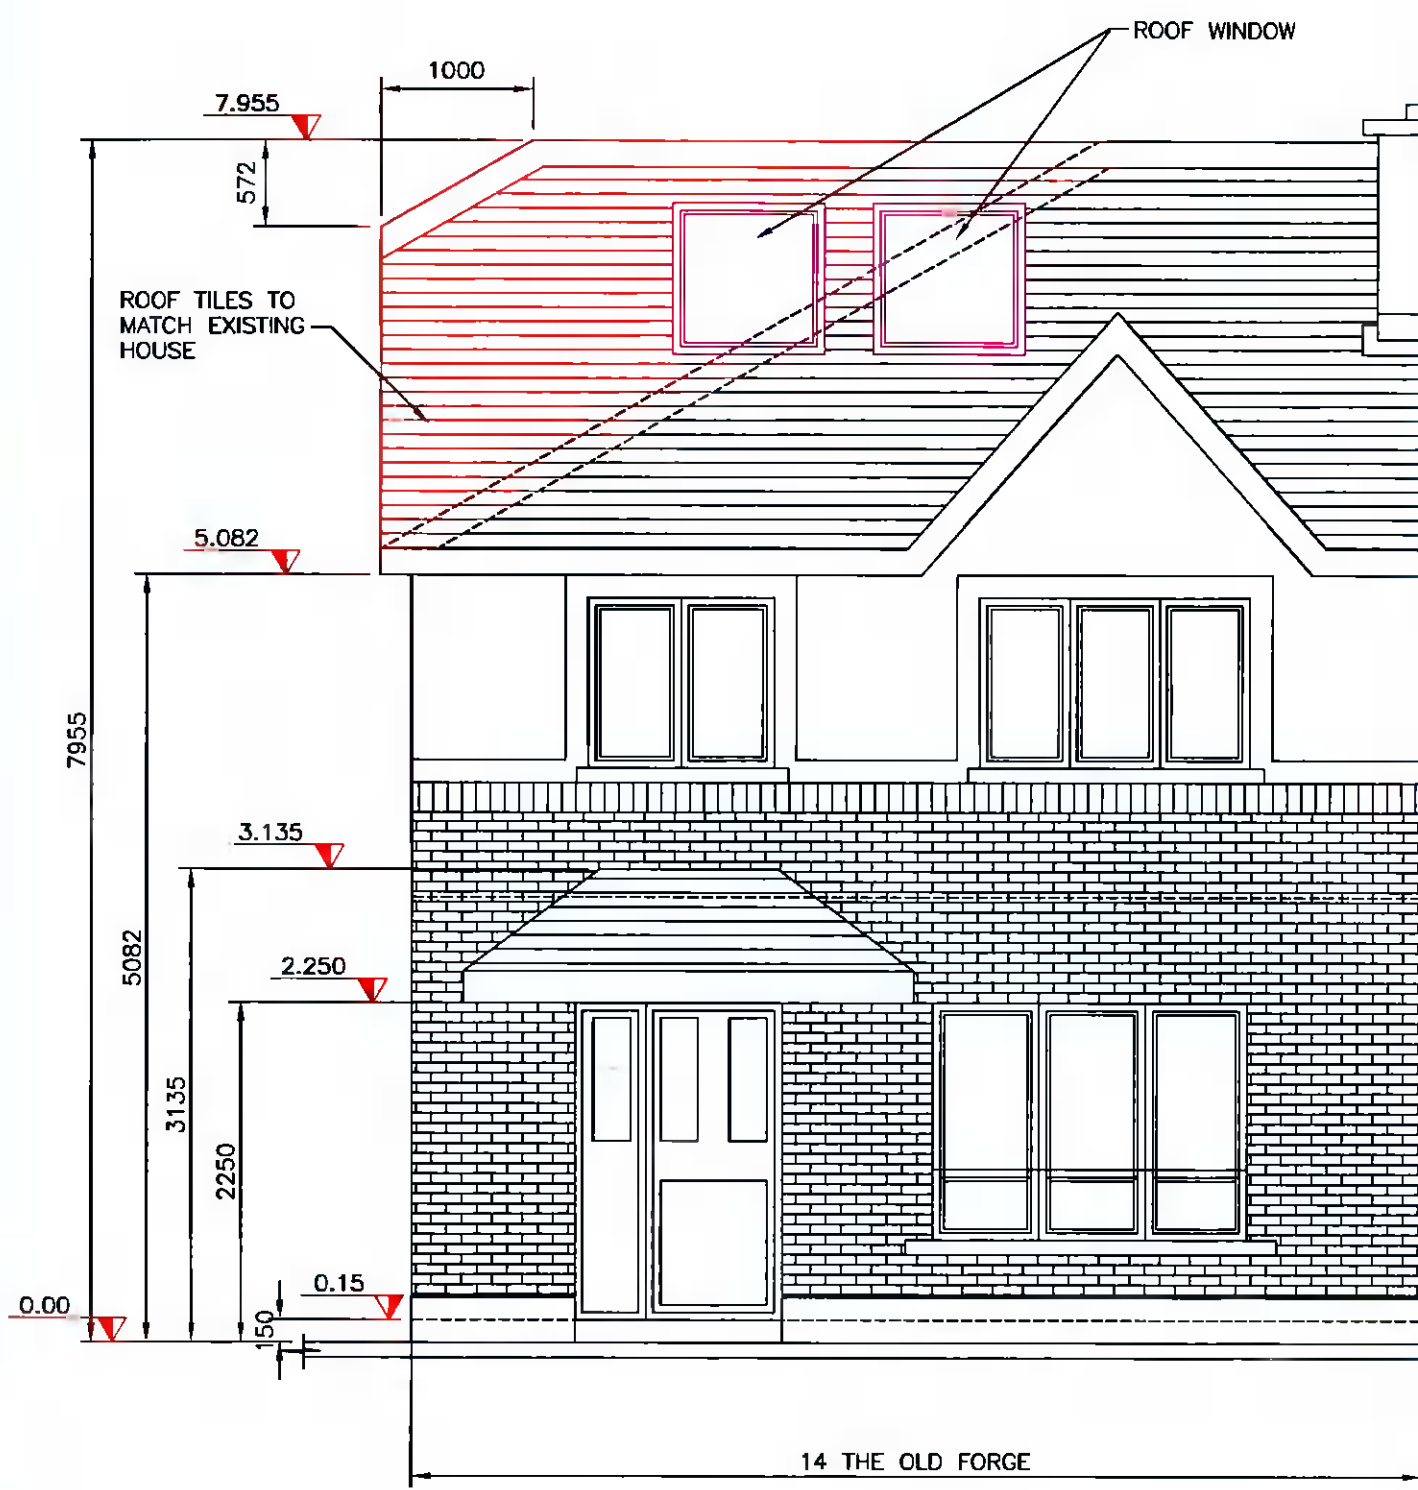 ROOF WINDOW
1000
7.955
572
ROOF TILES TO
MATCH EXISTING
HOUSE
5.082
7955
3.135
5082
2.250
3135
2250
0.15
0.00
150
14 THE OLD FORGE